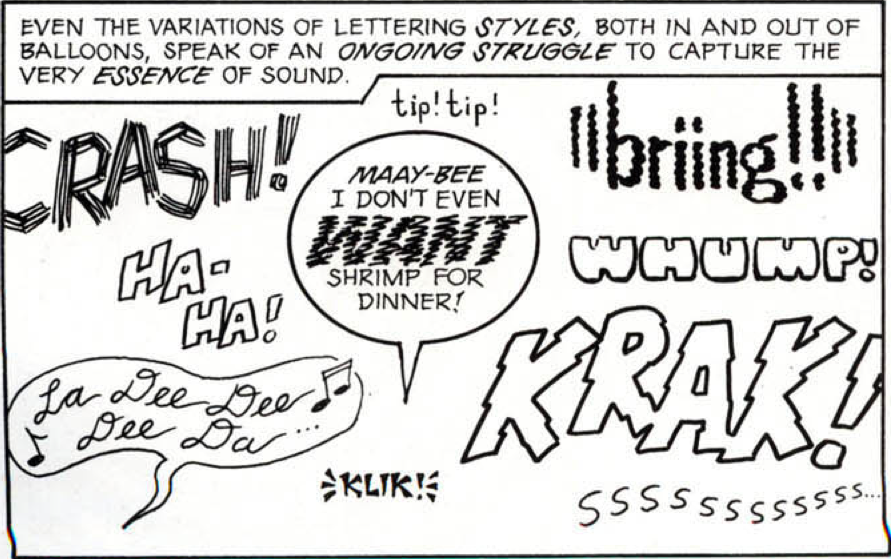 EVEN THE VARIATIONS OF LETTERING STYLES, BOTH IN AND OUT OF
BALLOONS, SPEAK OF AN ONGOING STRUGGLE TO CAPTURE THE
VERY ESSENCE OF SOUND.
CRASH!
tip! tip!
briing!!
MAAY-BEE
I DON'T EVEN
WANT
SHRIMP FOR
DINNER!
HA-
HA!
WHUMP!
KRAK!
La Dee Dee
Dee Da...
KLIK!
SSSS SSSSSSSS...